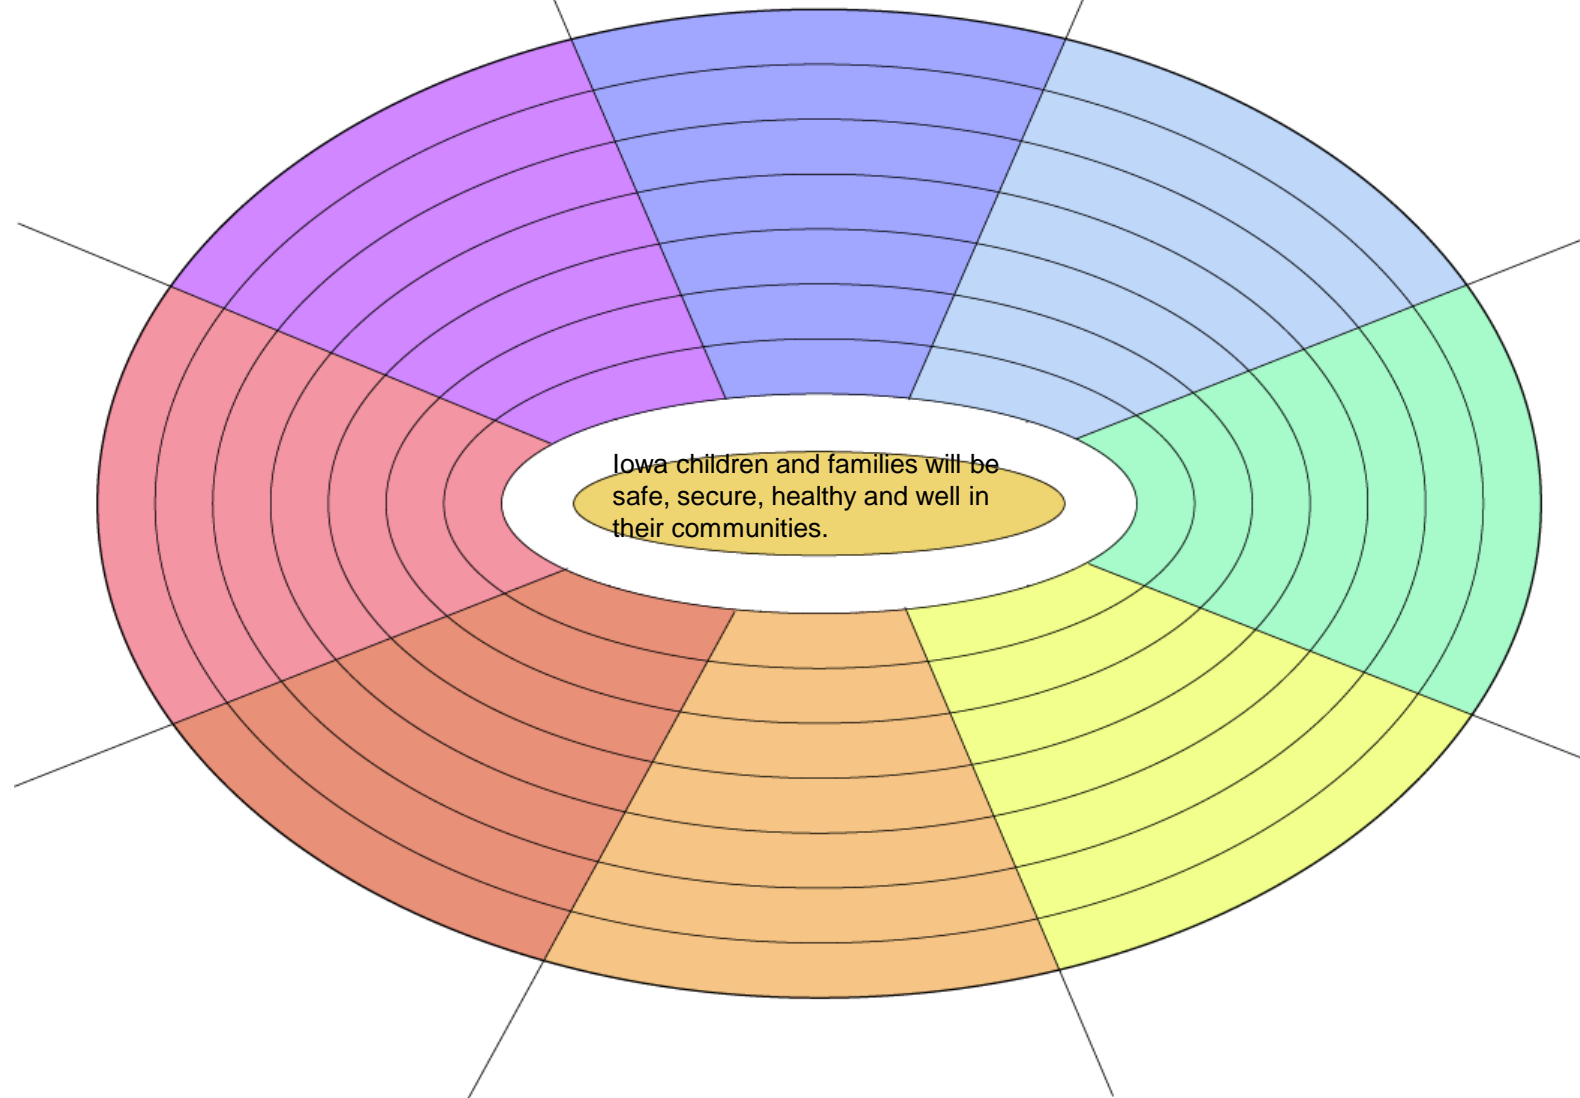 Iowa children and families will be
safe, secure, healthy and well in
their communities.